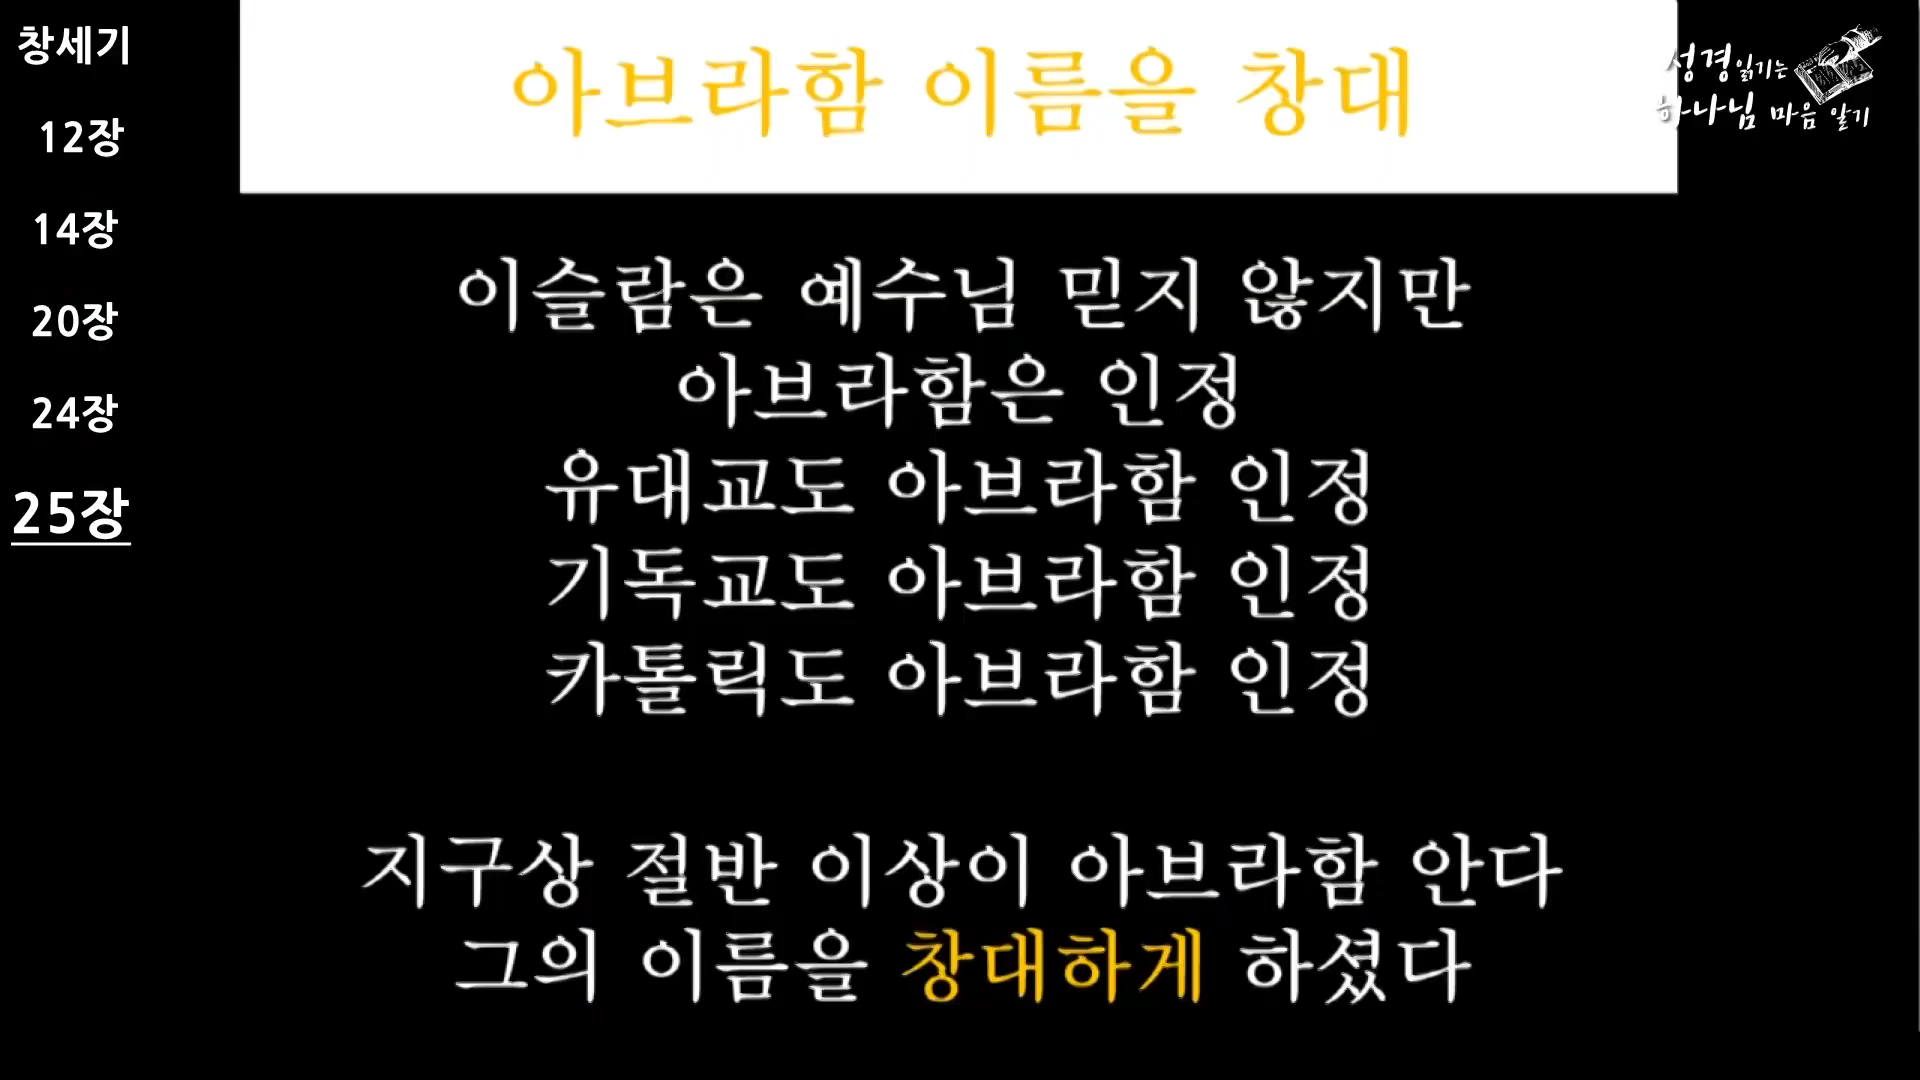 창세기
12장
14장
20장
24장
25장
아브라함 이름을 창대
이슬람은 예수님 믿지 않지만
아브라함은 인정
유대교도 아브라함 인정
기독교도 아브라함 인정
카톨릭도 아브라함 인정
지구상 절반 이상이 아브라함 안다
그의 이름을 창대하게 하셨다
성경읽기는
하나님 마음 알기